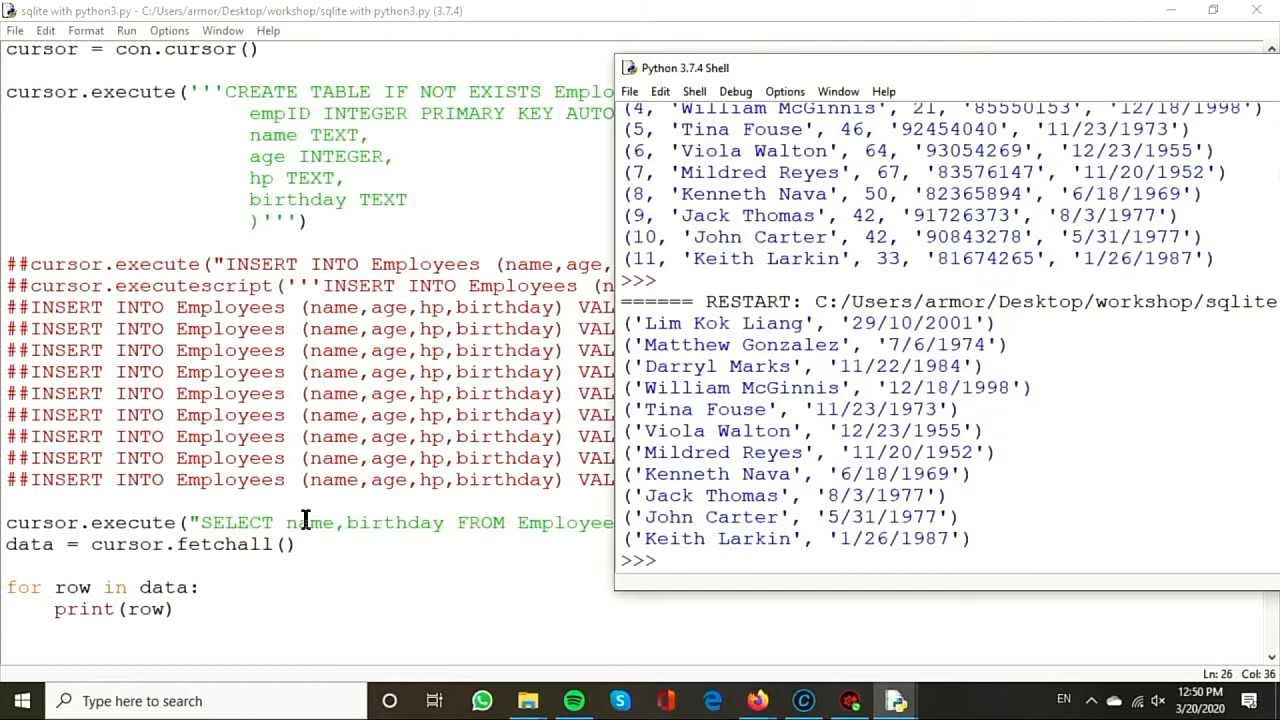 sqlite with python3.py - C:/Users/armor/Desktop/workshop/sqlite with python3.py (3.7.4)
File Edit Format Run Options Window Help
cursor = con.cursor()
cursor.execute('''CREATE TABLE IF NOT EXISTS Emplo
empID INTEGER PRIMARY KEY AUTO
name TEXT,
age INTEGER,
hp TEXT,
birthday TEXT
)''')
##cursor.execute("INSERT INTO Employees (name,age,
##cursor.executescript('''INSERT INTO Employees (n
##INSERT INTO Employees (name,age,hp,birthday) VAL
##INSERT INTO Employees (name,age,hp,birthday) VAL
##INSERT INTO Employees (name,age,hp,birthday) VAL
##INSERT INTO Employees (name,age,hp,birthday) VAL
##INSERT INTO Employees (name,age,hp,birthday) VAL
##INSERT INTO Employees (name,age,hp,birthday) VAL
##INSERT INTO Employees (name,age,hp,birthday) VAL
##INSERT INTO Employees (name,age,hp,birthday) VAL
##INSERT INTO Employees (name,age,hp,birthday) VAL
cursor.execute("SELECT name,birthday FROM Employee
data = cursor.fetchall()
for row in data:
print(row)
Python 3.7.4 Shell
File Edit Shell Debug Options Window Help
(4, 'William McGinnis', 21, '85550153', '12/18/1998')
(5, 'Tina Fouse', 46, '92454040', '11/23/1973')
(6, 'Viola Walton', 64, '93054269', '12/23/1955')
(7, 'Mildred Reyes', 67, '83576147', '11/20/1952')
(8, 'Kenneth Nava', 50, '82365894', '6/18/1969')
(9, 'Jack Thomas', 42, '91726373', '8/3/1977')
(10, 'John Carter', 42, '90843278', '5/31/1977')
(11, 'Keith Larkin', 33, '81674265', '1/26/1987')
>>>
====== RESTART: C:/Users/armor/Desktop/workshop/sqlite
('Lim Kok Liang', '29/10/2001')
('Matthew Gonzalez', '7/6/1974')
('Darryl Marks', '11/22/1984')
('William McGinnis', '12/18/1998')
('Tina Fouse', '11/23/1973')
('Viola Walton', '12/23/1955')
('Mildred Reyes', '11/20/1952')
('Kenneth Nava', '6/18/1969')
('Jack Thomas', '8/3/1977')
('John Carter', '5/31/1977')
('Keith Larkin', '1/26/1987')
>>>
Ln: 26 Col: 36
Type here to search
EN
12:50 PM
3/20/2020